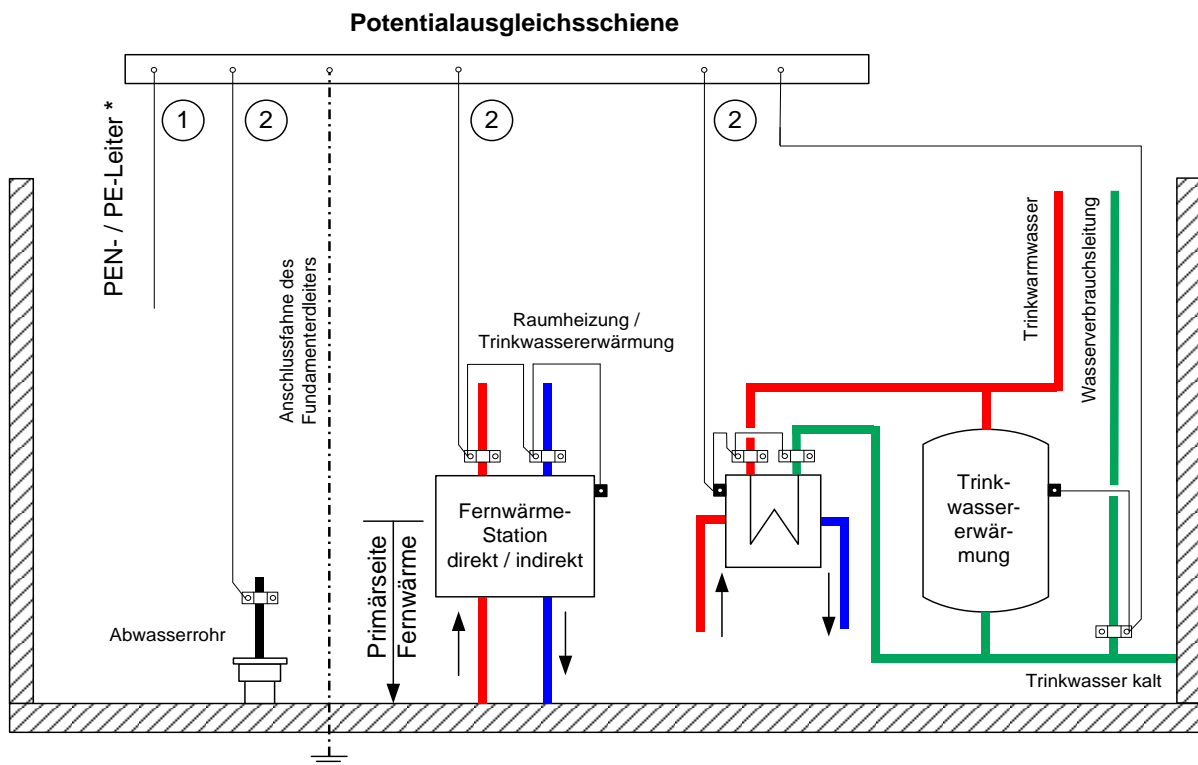 Potentialausgleichsschiene
1
2
2
2
PEN- / PE-Leiter *
Anschlussfahne des
Fundamenterdleiters
Raumheizung /
Trinkwassererwärmung
Trinkwarmwasser
Wasserverbrauchsleitung
Fernwärme-
Station
direkt / indirekt
Trink-
wasser-
erwär-
mung
Primärseite
Fernwärme
Abwasserrohr
Trinkwasser kalt